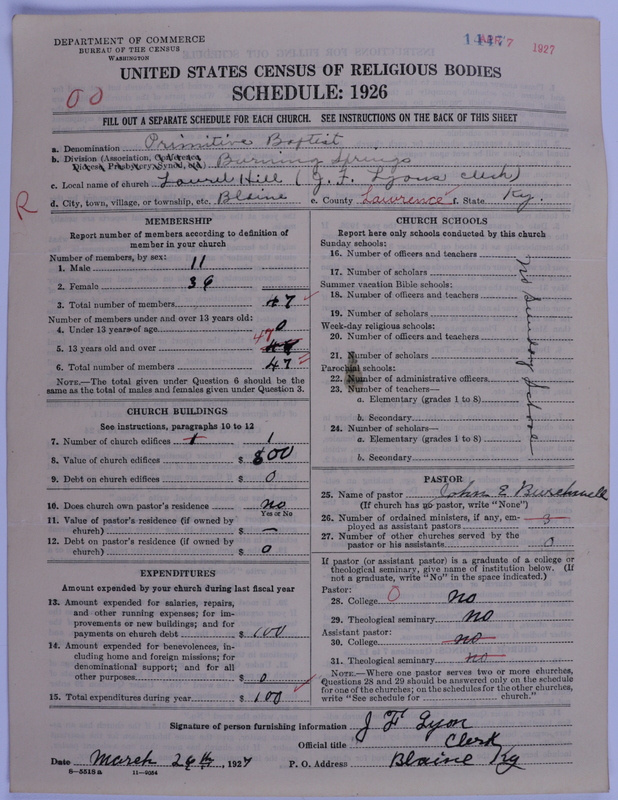 DEPARTMENT OF COMMERCE
BUREAU OF THE CENSUS
WASHINGTON
APR 7 1927
UNITED STATES CENSUS OF RELIGIOUS BODIES
SCHEDULE: 1926
00
FILL OUT A SEPARATE SCHEDULE FOR EACH CHURCH. SEE INSTRUCTIONS ON THE BACK OF THIS SHEET
a. Denomination Primitive Baptist
b. Division (Association, Conference, Diocese, Presbytery, Synod, etc.) Burning Springs
c. Local name of church Laurel Hill (J. F. Lyons clerk)
d. City, town, village, or township, etc. Blaine e. County Lawrence f. State Ky.
R
MEMBERSHIP
Report number of members according to definition of
member in your church
Number of members, by sex:
1. Male 11
2. Female 36
3. Total number of members 47
Number of members under and over 13 years old:
4. Under 13 years of age 0
5. 13 years old and over 47
6. Total number of members 47
NOTE.—The total given under Question 6 should be the
same as the total of males and females given under Question 3.
CHURCH BUILDINGS
See instructions, paragraphs 10 to 12
7. Number of church edifices 1 1
8. Value of church edifices $ 800
9. Debt on church edifices $ 0
10. Does church own pastor's residence no
Yes or No
11. Value of pastor's residence (if owned by
church) $ —
12. Debt on pastor's residence (if owned by
church) $ 0
EXPENDITURES
Amount expended by your church during last fiscal year
13. Amount expended for salaries, repairs,
and other running expenses; for im-
provements or new buildings; and for
payments on church debt $ 100
14. Amount expended for benevolences, in-
cluding home and foreign missions; for
denominational support; and for all
other purposes $ 0
15. Total expenditures during year $ 100
CHURCH SCHOOLS
Report here only schools conducted by this church
Sunday schools:
16. Number of officers and teachers
17. Number of scholars
Summer vacation Bible schools:
18. Number of officers and teachers
19. Number of scholars
Week-day religious schools:
20. Number of officers and teachers
21. Number of scholars
Parochial schools:
22. Number of administrative officers
23. Number of teachers—
a. Elementary (grades 1 to 8)
b. Secondary
24. Number of scholars—
a. Elementary (grades 1 to 8)
b. Secondary
no Sunday School
PASTOR
25. Name of pastor John E Burchwell
(If church has no pastor, write "None")
26. Number of ordained ministers, if any, em-
ployed as assistant pastors 3
27. Number of other churches served by the
pastor or his assistants 0
If pastor (or assistant pastor) is a graduate of a college or
theological seminary, give name of institution below. (If
not a graduate, write "No" in the space indicated.)
Pastor:
28. College 0 no
29. Theological seminary no
Assistant pastor:
30. College no
31. Theological seminary no
NOTE.—Where one pastor serves two or more churches,
Questions 28 and 29 should be answered only on the schedule
for one of the churches; on the schedules for the other churches,
write "See schedule for church."
Signature of person furnishing information J F Lyon
Official title Clerk
Date March 26th, 1927 P. O. Address Blaine Ky
8—5518a 11—9054